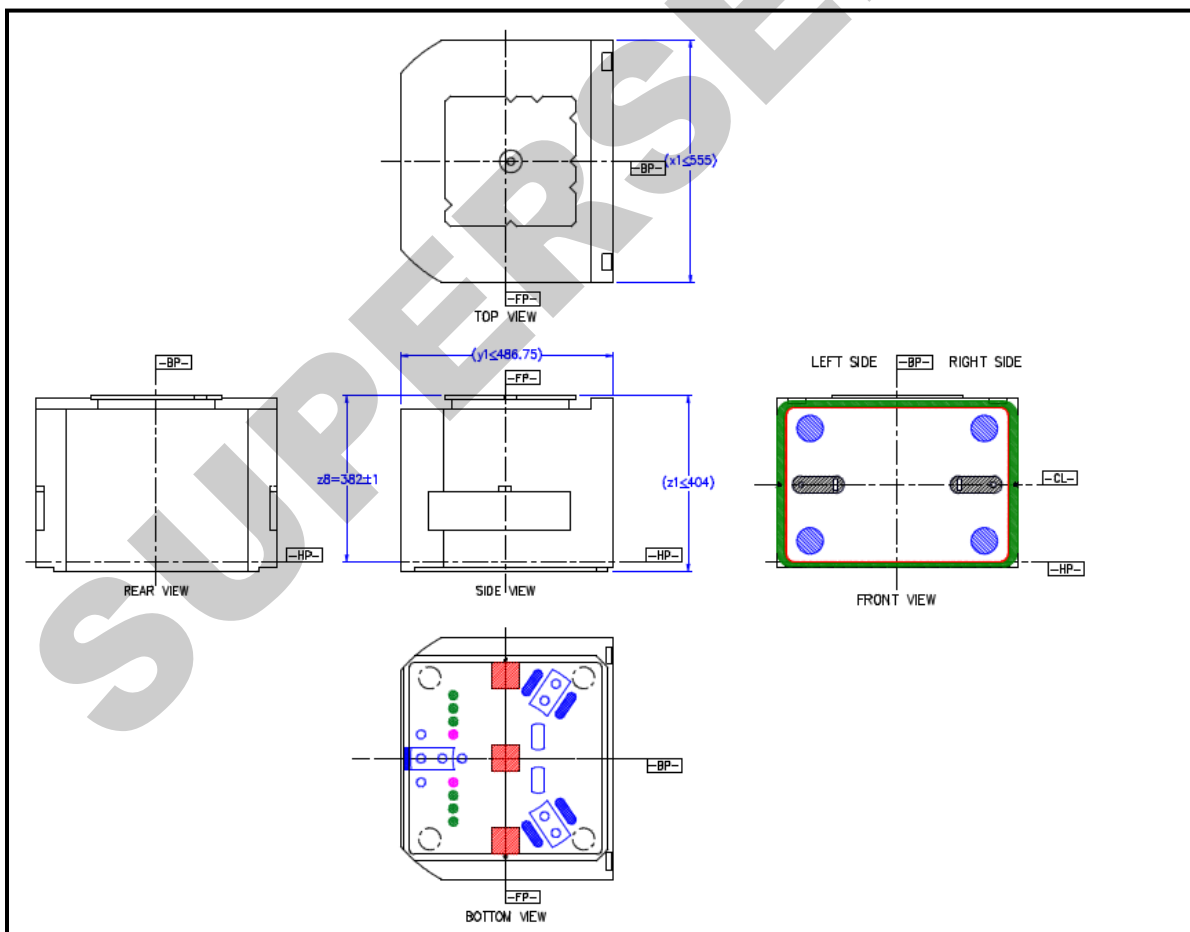 (x1≤555)
-BP-
-FP-
TOP VIEW
(y1≤486.75)
-BP-
-FP-
LEFT SIDE -BP- RIGHT SIDE
z8=382±1
(z1≤404)
-CL-
-HP-
-HP-
-HP-
REAR VIEW
SIDE VIEW
FRONT VIEW
-BP-
-FP-
BOTTOM VIEW